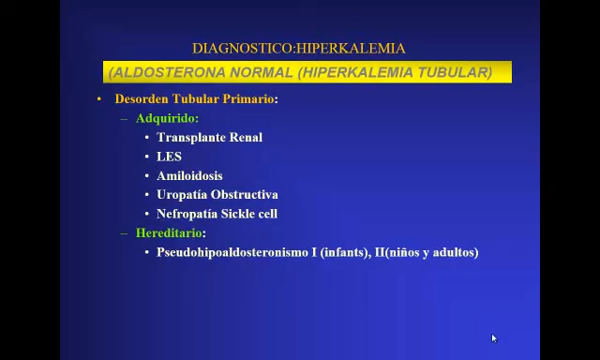 DIAGNOSTICO:HIPERKALEMIA
(ALDOSTERONA NORMAL (HIPERKALEMIA TUBULAR)
• Desorden Tubular Primario:
– Adquirido:
• Transplante Renal
• LES
• Amiloidosis
• Uropatía Obstructiva
• Nefropatía Sickle cell
– Hereditario:
• Pseudohipoaldosteronismo I (infants), II(niños y adultos)